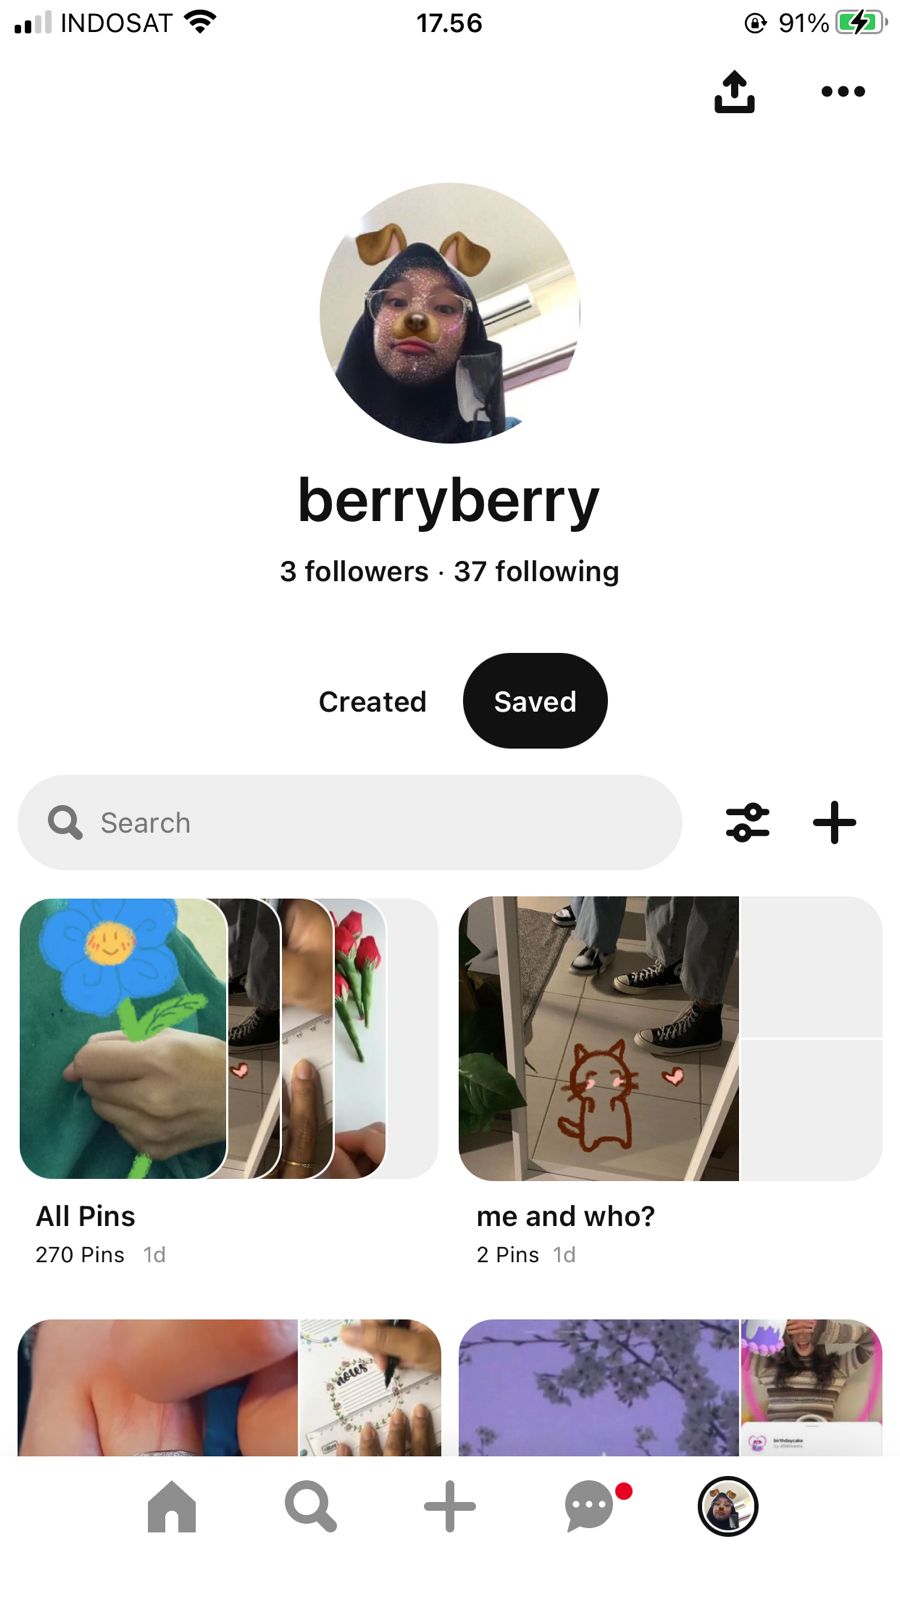 INDOSAT 17.56 91%
berryberry
3 followers · 37 following
Created Saved
Search
All Pins
270 Pins 1d
me and who?
2 Pins 1d
notes
birthdaycake